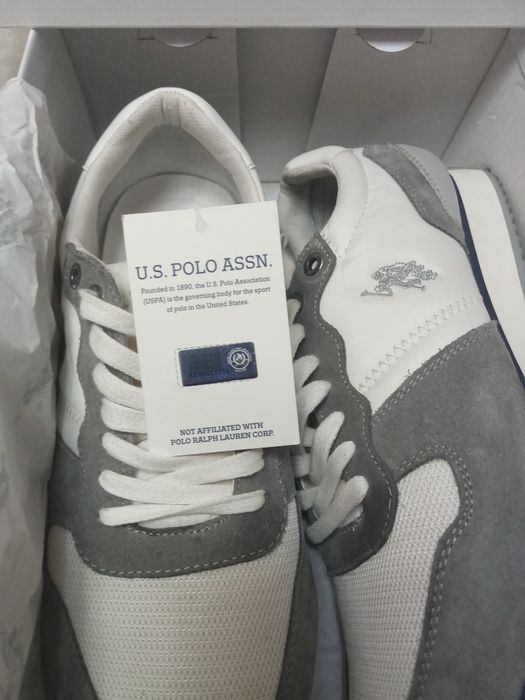 U.S. POLO ASSN.
Founded in 1890, the U.S. Polo Association
(USPA) is the governing body for the sport
of polo in the United States.
NOT AFFILIATED WITH
POLO RALPH LAUREN CORP.